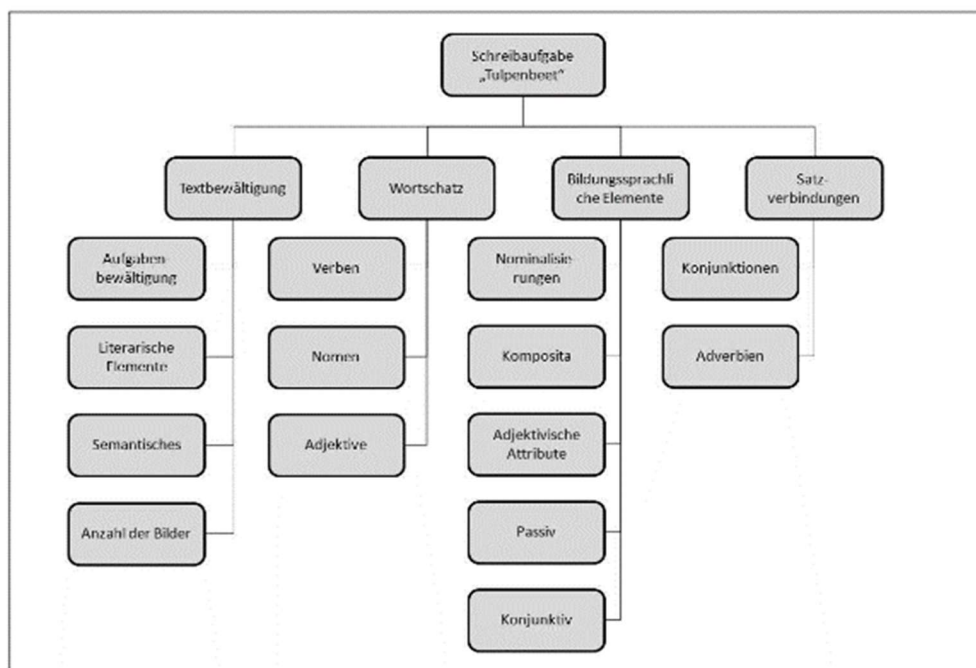 Schreibaufgabe
„Tulpenbeet“
Textbewältigung
Wortschatz
Bildungssprachli
che Elemente
Satz-
verbindungen
Aufgaben-
bewältigung
Verben
Nominalisie-
rungen
Konjunktionen
Literarische
Elemente
Nomen
Komposita
Adverbien
Semantisches
Adjektive
Adjektivische
Attribute
Anzahl der Bilder
Passiv
Konjunktiv